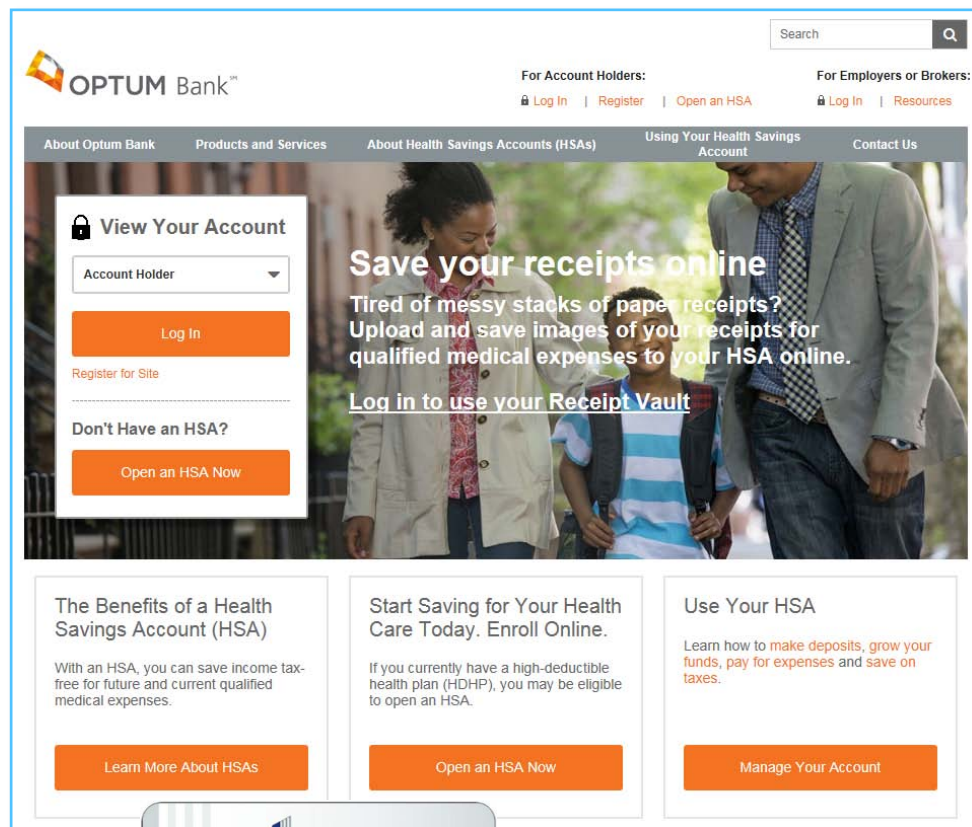 Search
OPTUM Bank℠
For Account Holders:
Log In | Register | Open an HSA
For Employers or Brokers:
Log In | Resources
About Optum Bank
Products and Services
About Health Savings Accounts (HSAs)
Using Your Health Savings
Account
Contact Us
View Your Account
Account Holder
Log In
Register for Site
Don't Have an HSA?
Open an HSA Now
Save your receipts online
Tired of messy stacks of paper receipts?
Upload and save images of your receipts for
qualified medical expenses to your HSA online.
Log in to use your Receipt Vault
The Benefits of a Health
Savings Account (HSA)
With an HSA, you can save income tax-
free for future and current qualified
medical expenses.
Learn More About HSAs
Start Saving for Your Health
Care Today. Enroll Online.
If you currently have a high-deductible
health plan (HDHP), you may be eligible
to open an HSA.
Open an HSA Now
Use Your HSA
Learn how to make deposits, grow your
funds, pay for expenses and save on
taxes.
Manage Your Account